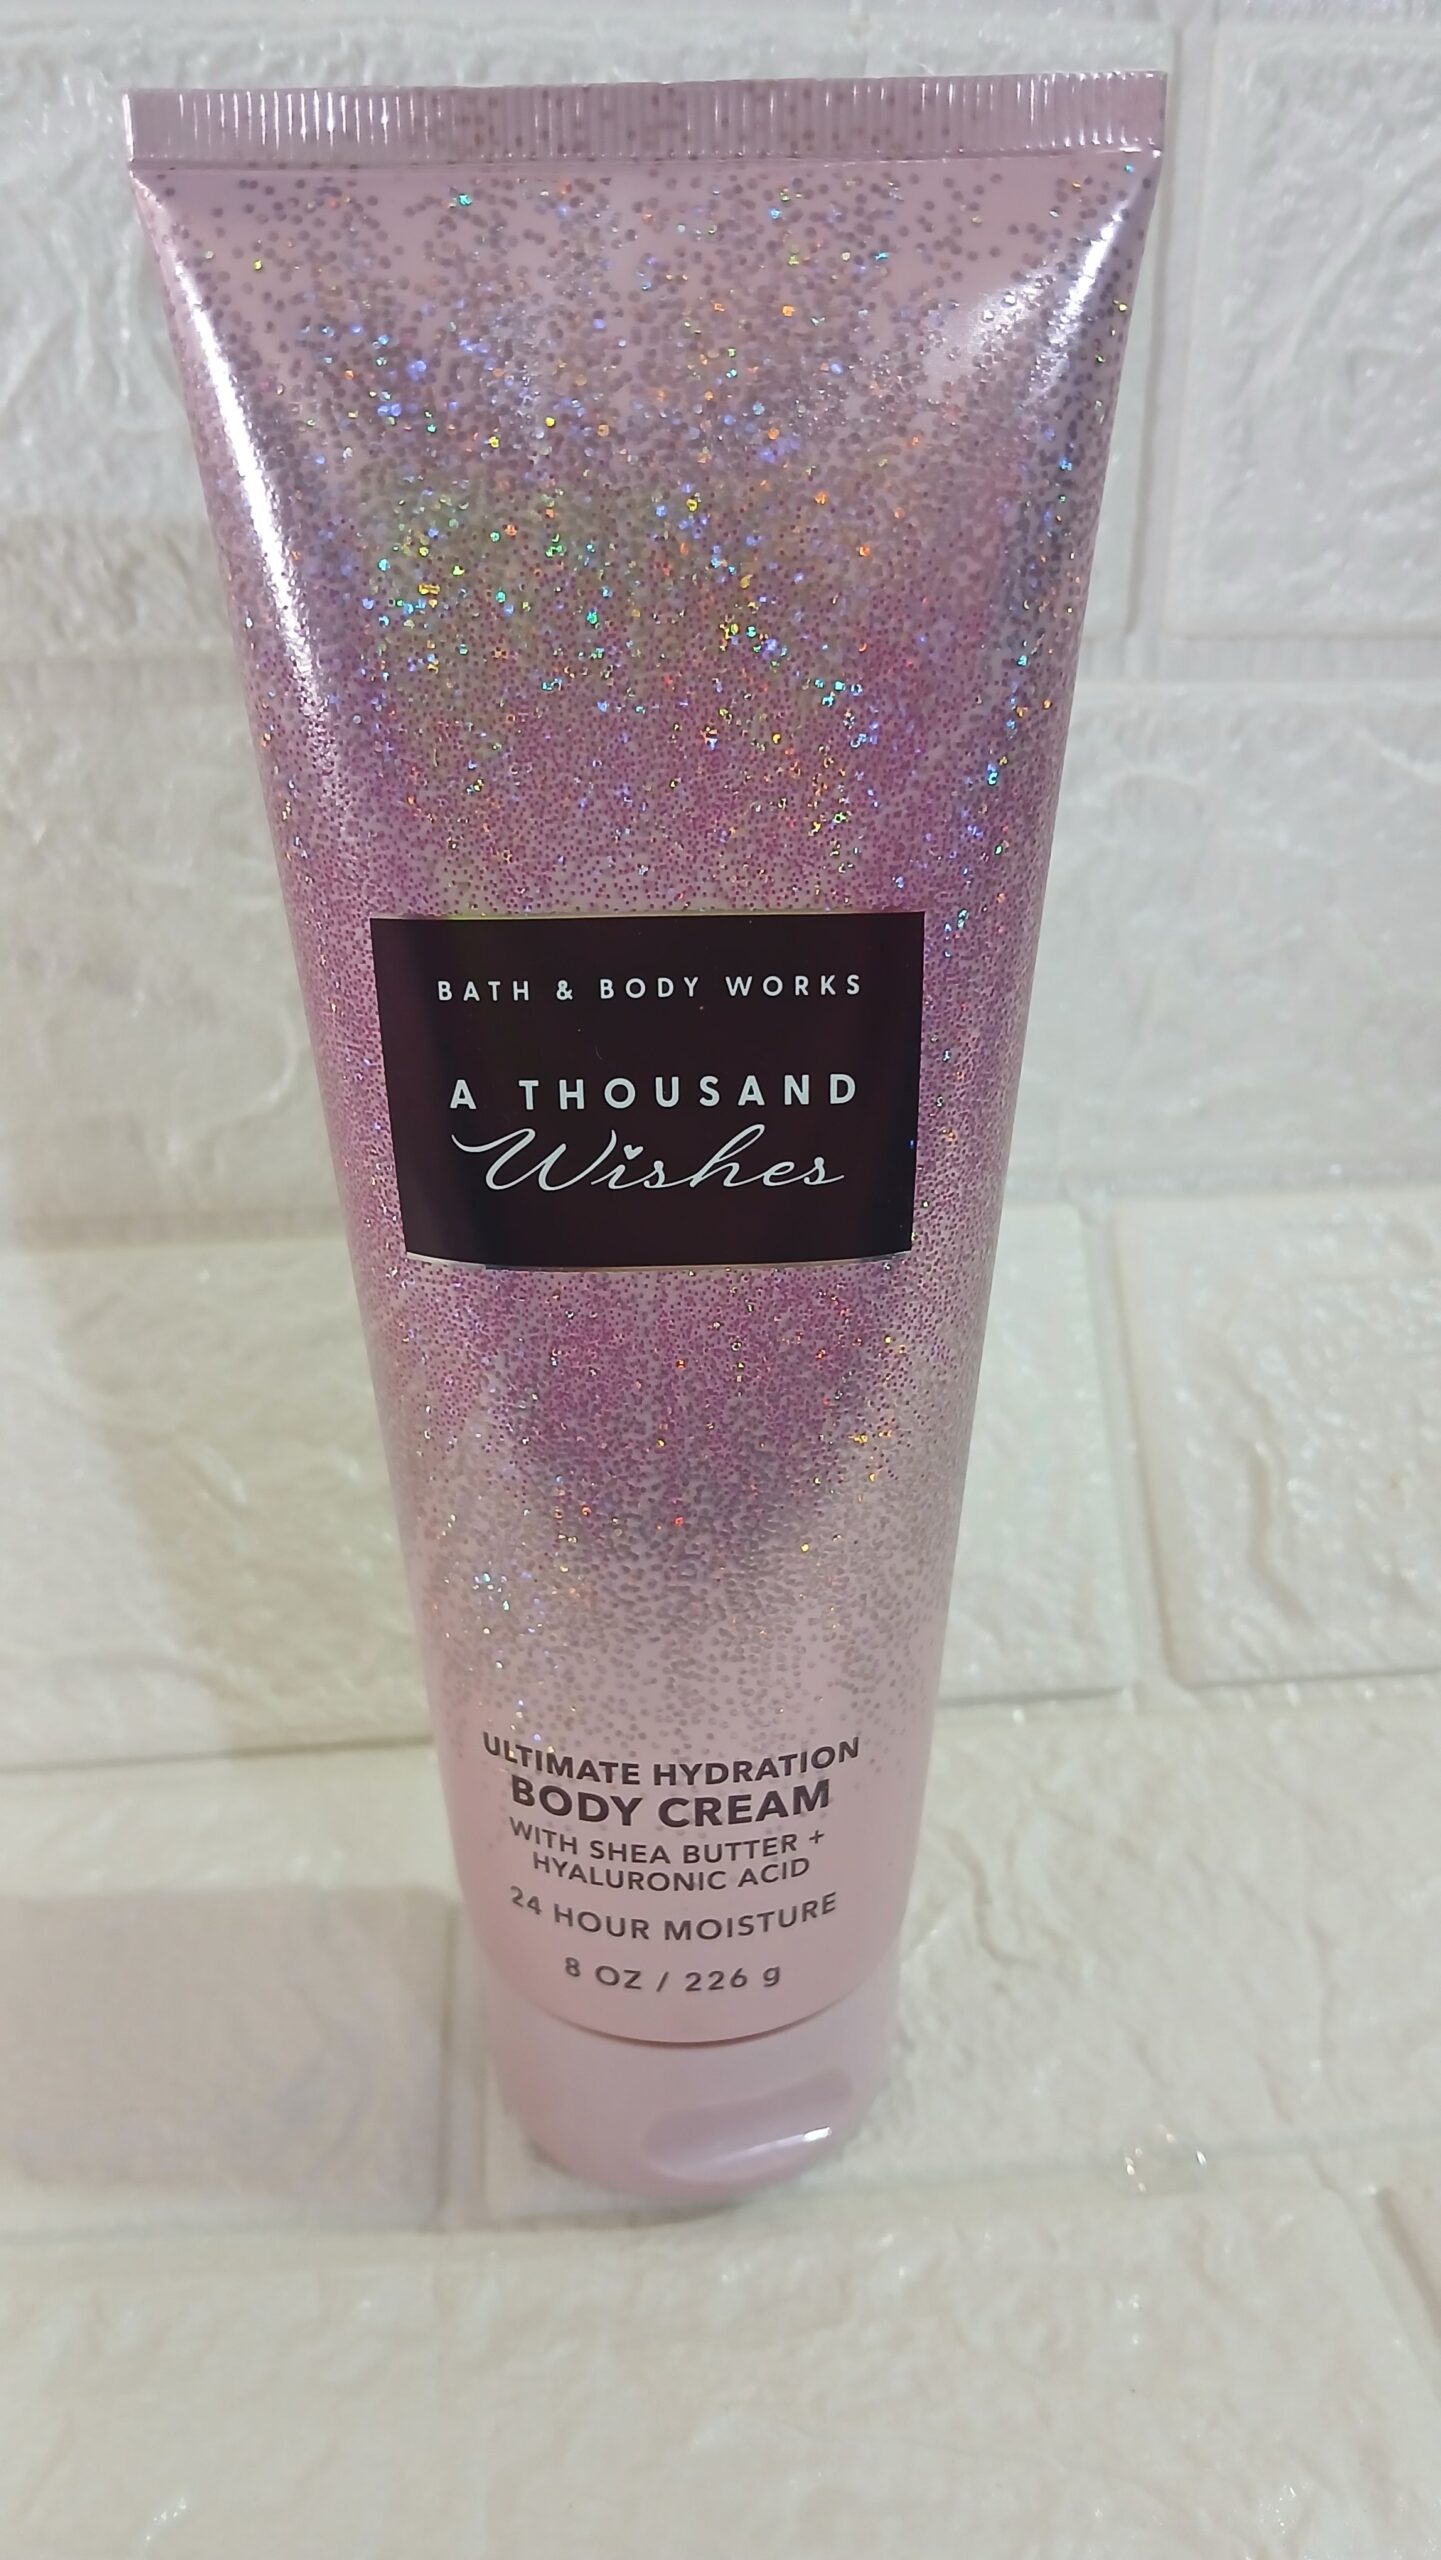 BATH & BODY WORKS
A THOUSAND
Wishes
ULTIMATE HYDRATION
BODY CREAM
WITH SHEA BUTTER +
HYALURONIC ACID
24 HOUR MOISTURE
8 OZ / 226 g